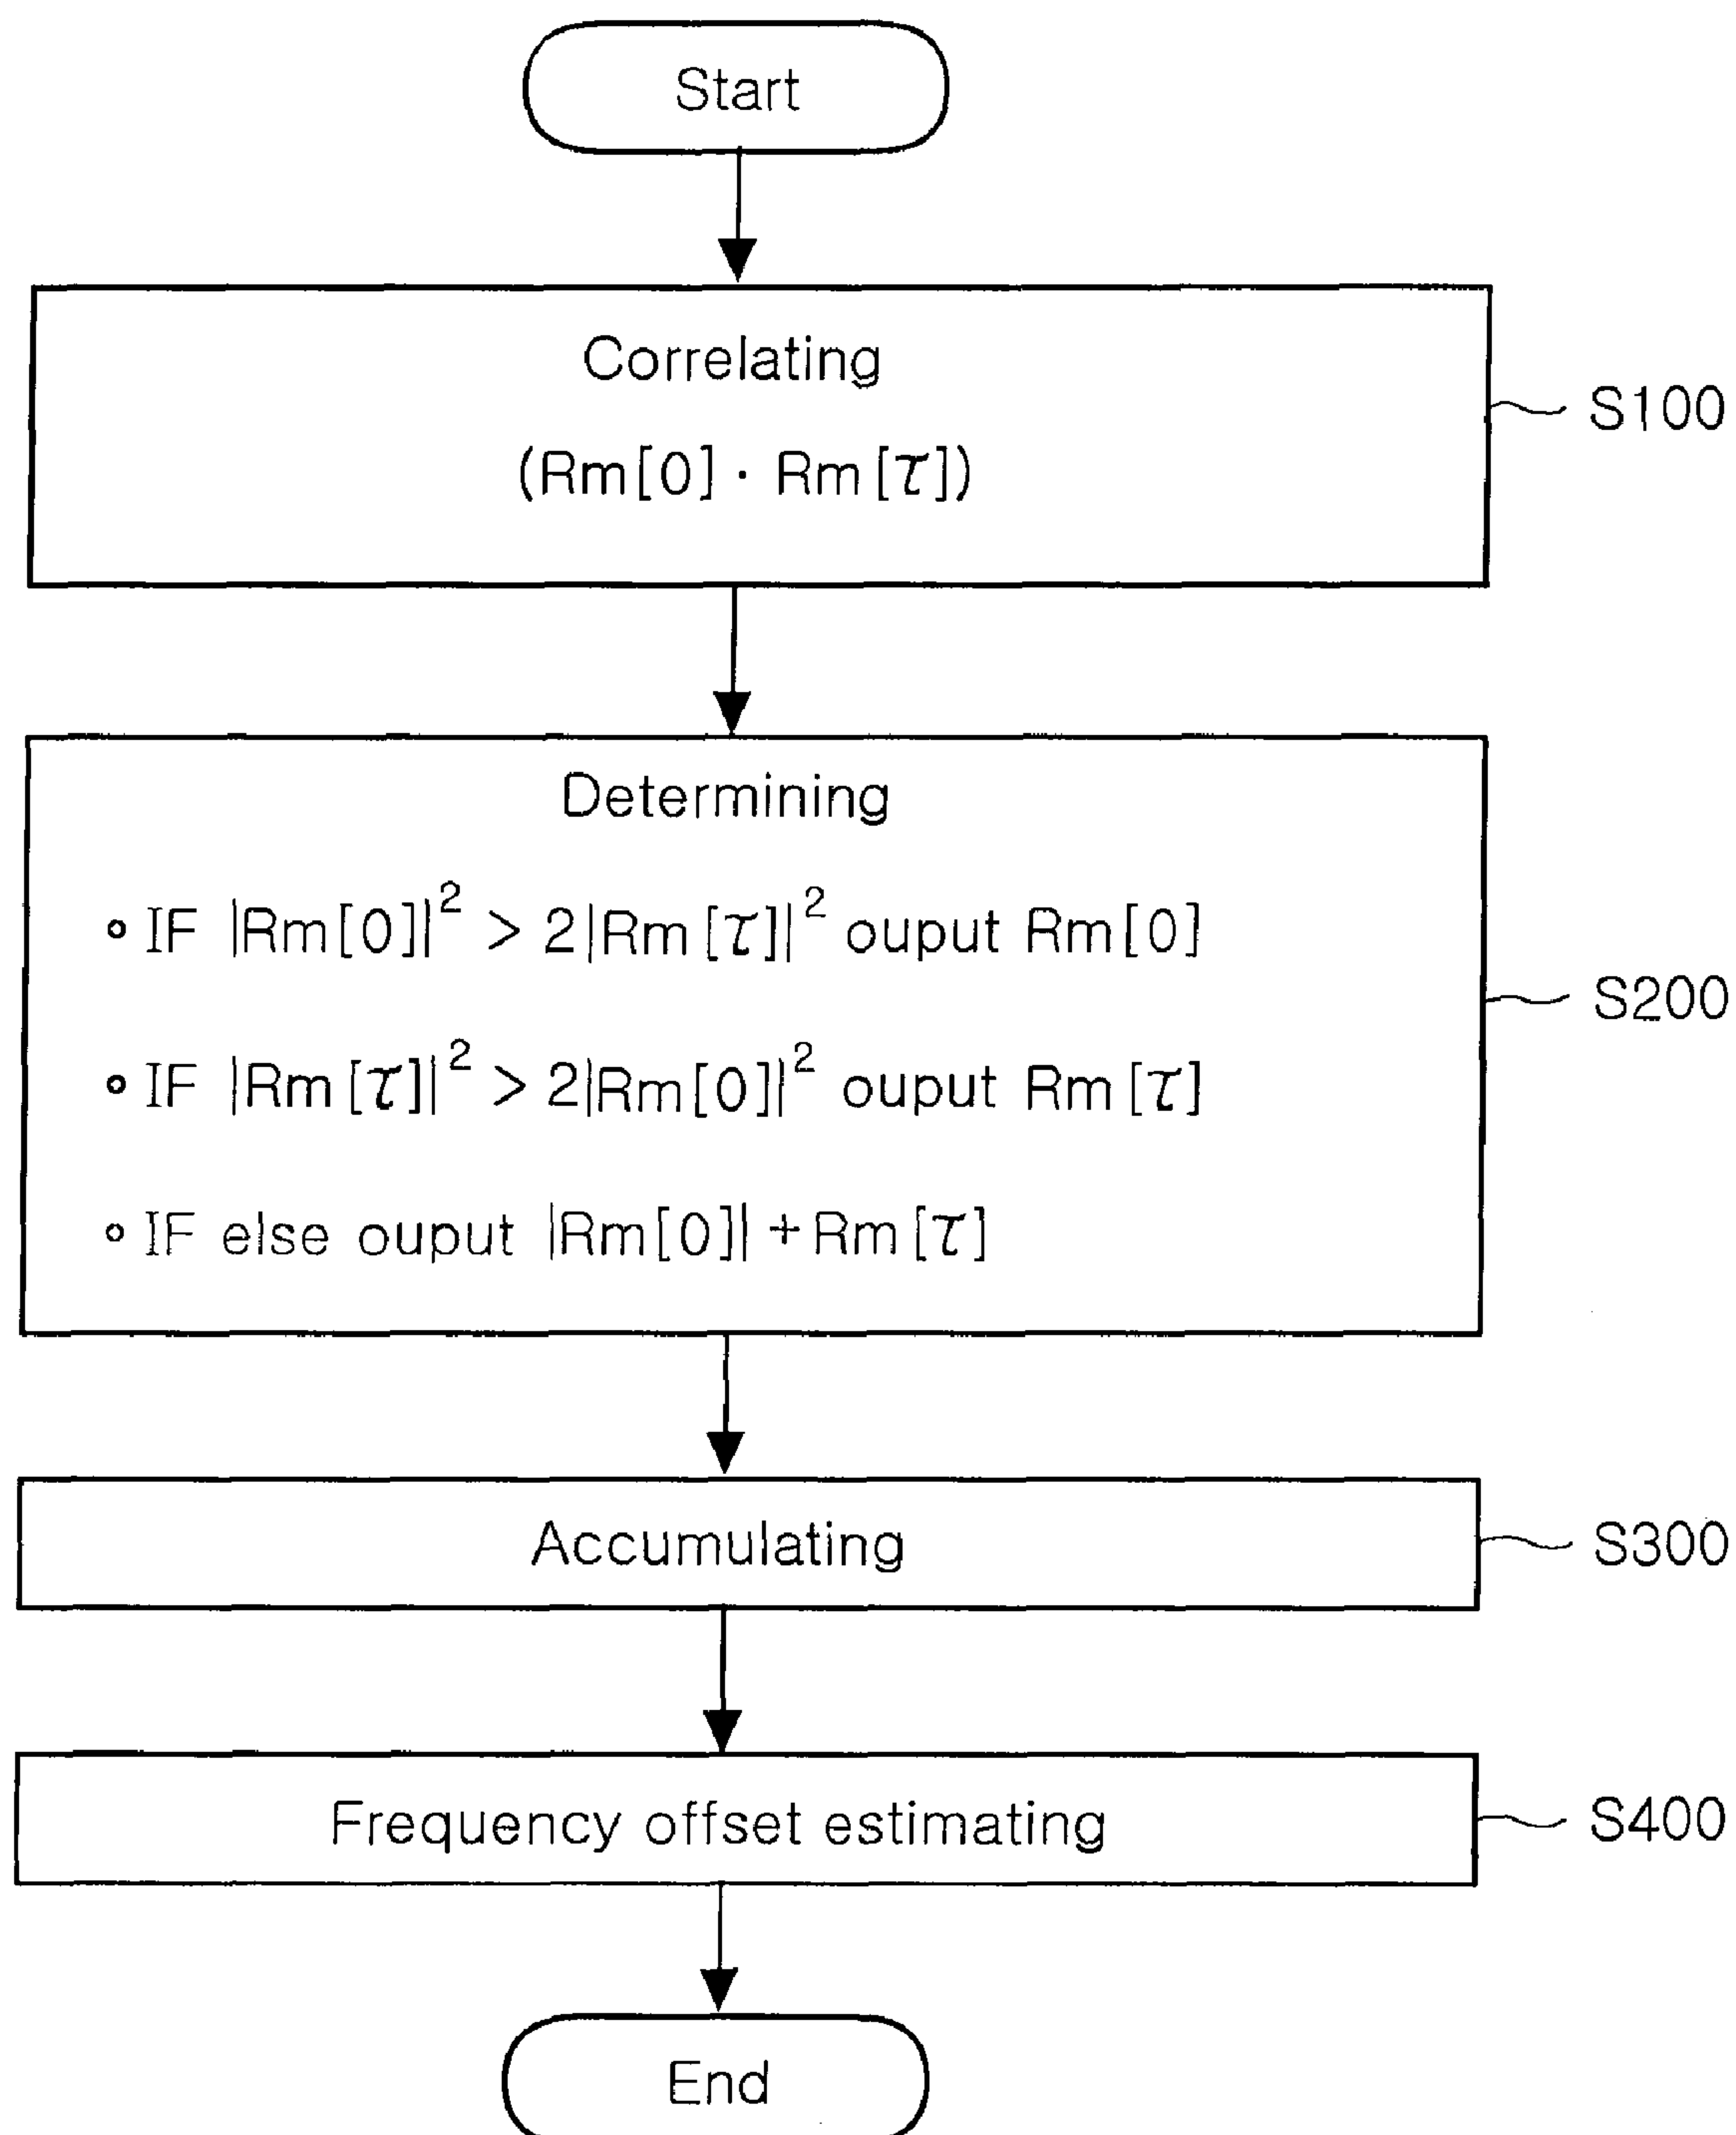 Start
Correlating
(Rm[0] · Rm[τ])
S100
Determining
∘ IF |Rm[0]|² > 2|Rm[τ]|² ouput Rm[0]
∘ IF |Rm[τ]|² > 2|Rm[0]|² ouput Rm[τ]
∘ IF else ouput |Rm[0]| + Rm[τ]
S200
Accumulating
S300
Frequency offset estimating
S400
End